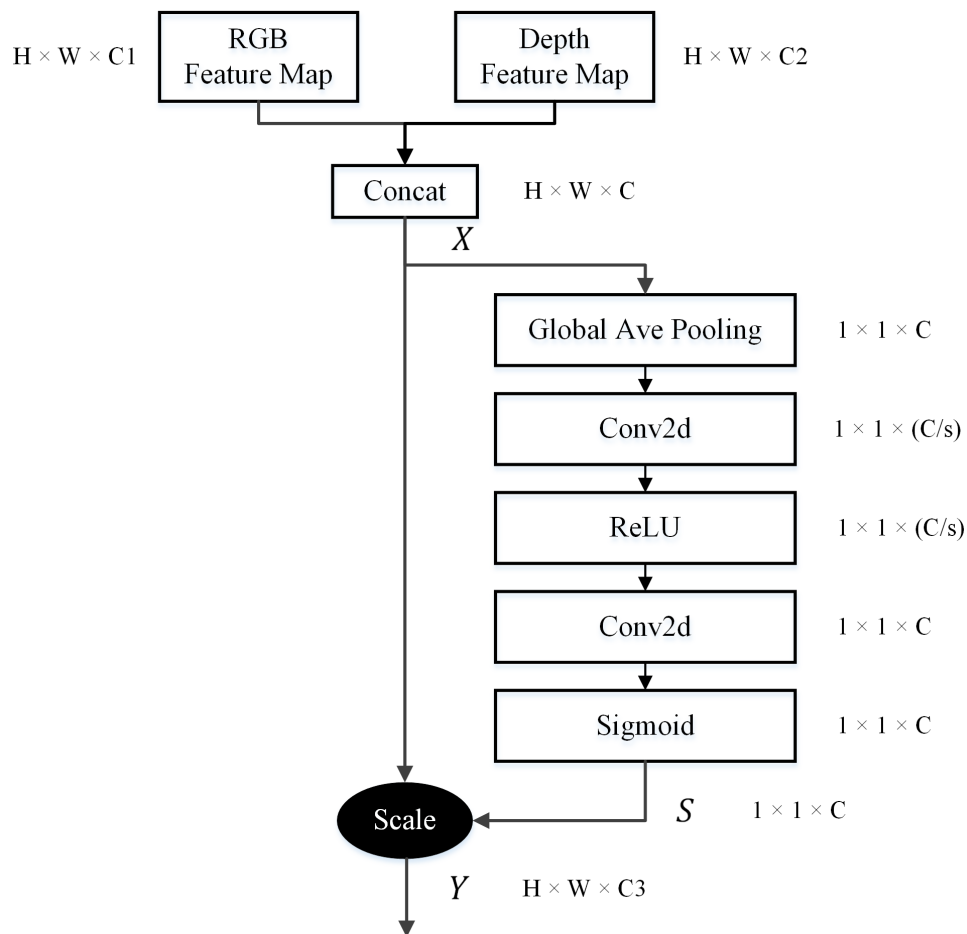 H × W × C1
RGB
Feature Map
Depth
Feature Map
H × W × C2
Concat
H × W × C
X
Global Ave Pooling
1 × 1 × C
Conv2d
1 × 1 × (C/s)
ReLU
1 × 1 × (C/s)
Conv2d
1 × 1 × C
Sigmoid
1 × 1 × C
Scale
S
1 × 1 × C
Y
H × W × C3